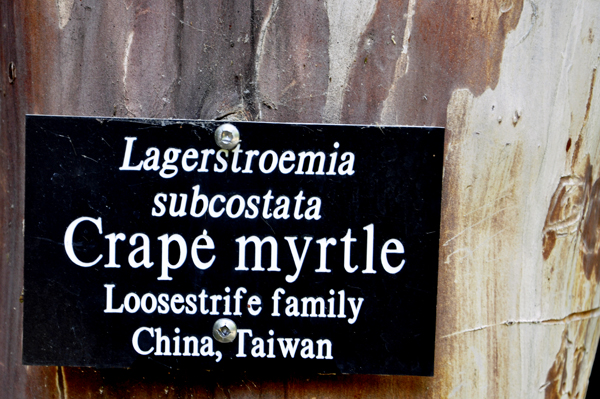 Lagerstroemia
subcostata
Crape myrtle
Loosestrife family
China, Taiwan